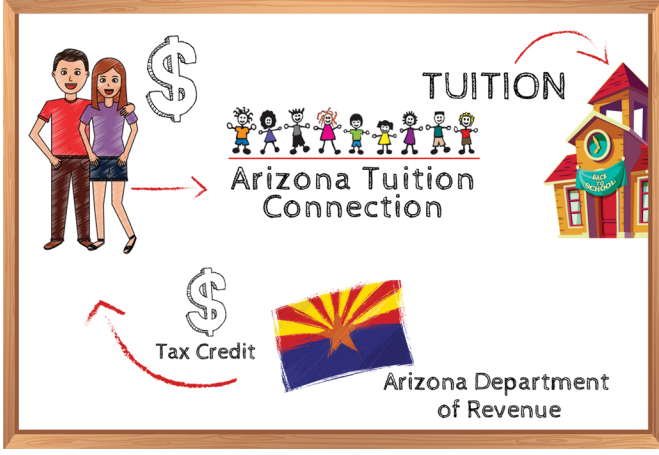 $
TUITION
BACK
TO
SCHOOL
Arizona Tuition
Connection
$
Tax Credit
Arizona Department
of Revenue